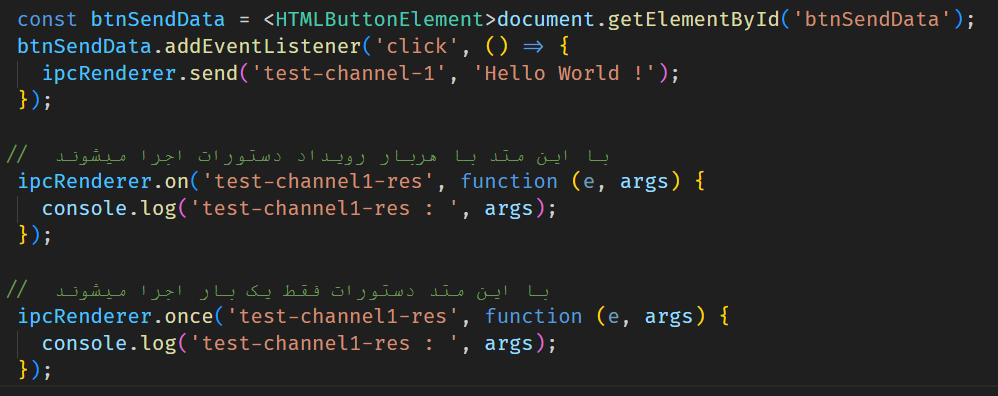 const btnSendData = <HTMLButtonElement>document.getElementById('btnSendData');
btnSendData.addEventListener('click', () => {
  ipcRenderer.send('test-channel-1', 'Hello World !');
});
// با این متد با هربار رویداد دستورات اجرا میشوند
ipcRenderer.on('test-channel1-res', function (e, args) {
  console.log('test-channel1-res : ', args);
});
// با این متد دستورات فقط یک بار اجرا میشوند
ipcRenderer.once('test-channel1-res', function (e, args) {
  console.log('test-channel1-res : ', args);
});